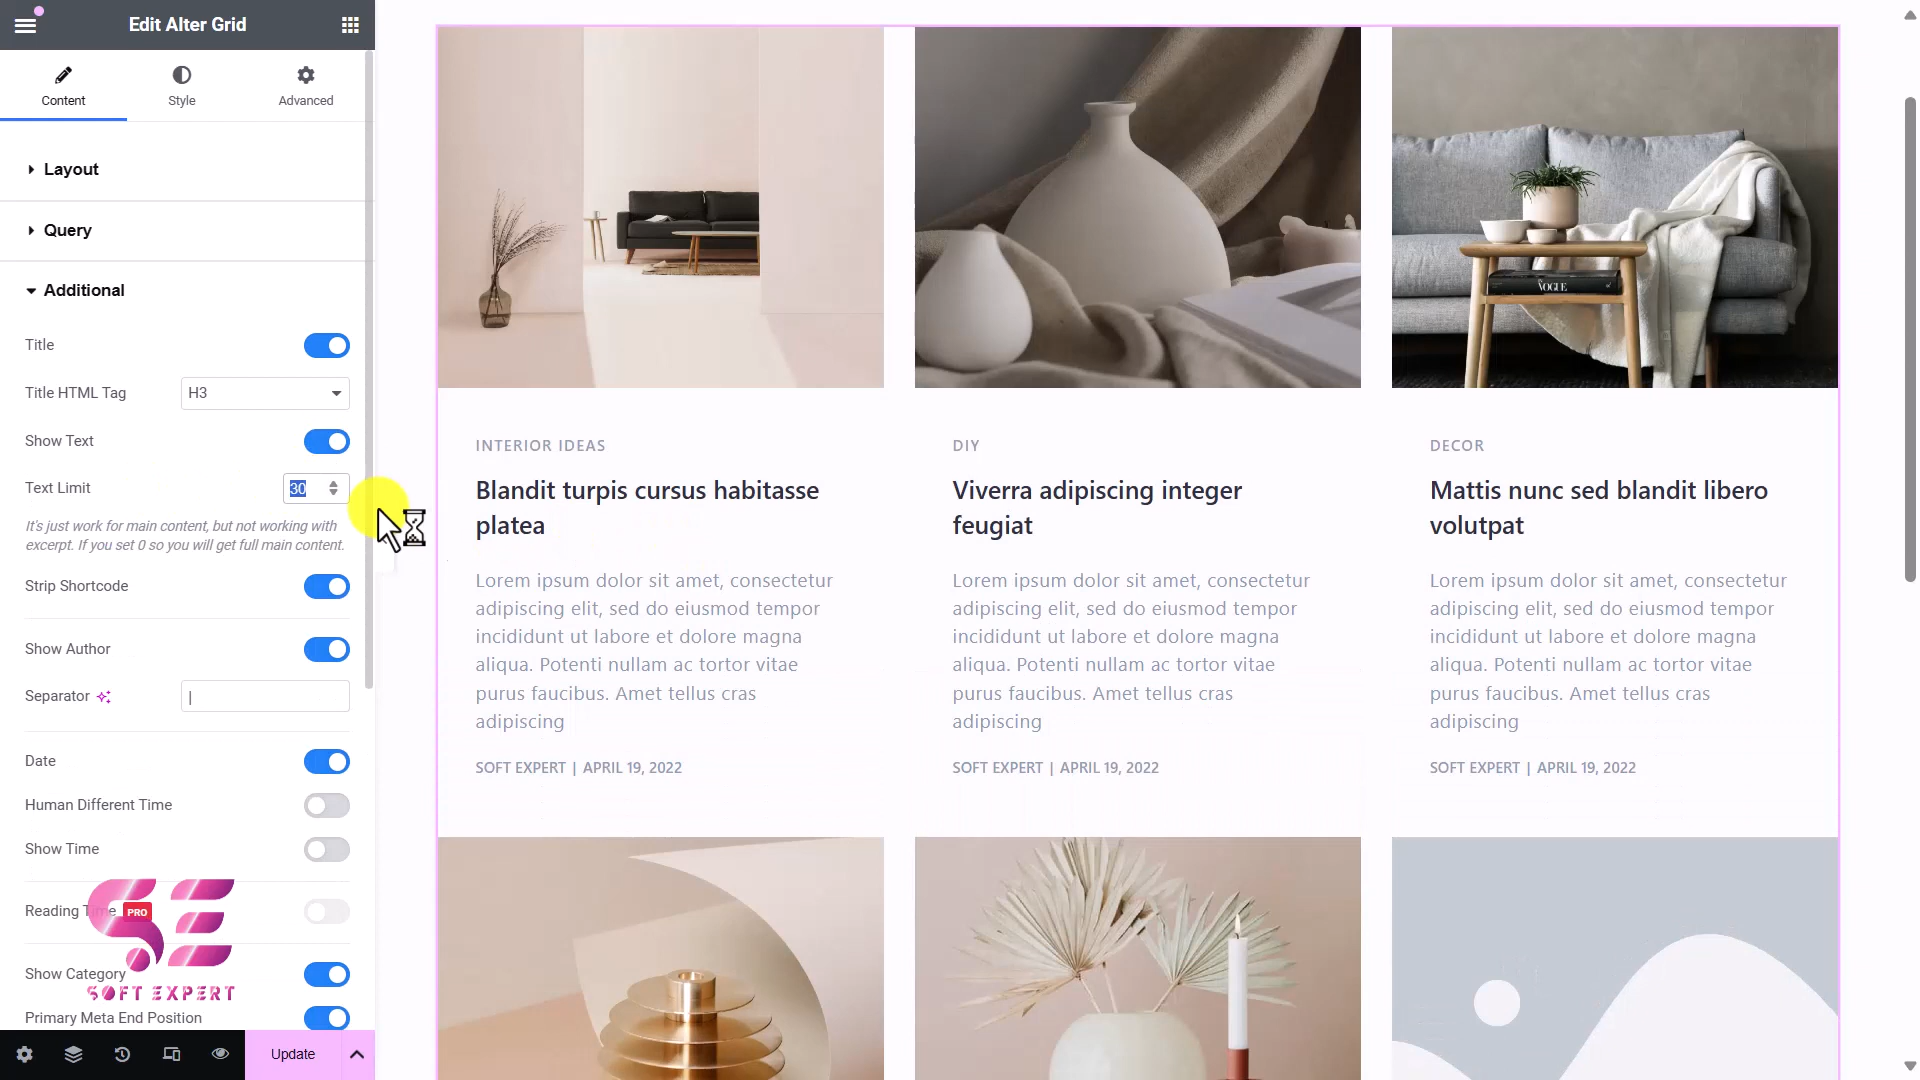 Edit Alter Grid
Content
Style
Advanced
Layout
Query
Additional
Title
Title HTML Tag
H3
Show Text
Text Limit
30
It's just work for main content, but not working with
excerpt. If you set 0 so you will get full main content.
Strip Shortcode
Show Author
Separator
|
Date
Human Different Time
Show Time
Reading Time
PRO
Show Category
SOFT EXPERT
Primary Meta End Position
Update
VOGUE
INTERIOR IDEAS
Blandit turpis cursus habitasse
platea
Lorem ipsum dolor sit amet, consectetur
adipiscing elit, sed do eiusmod tempor
incididunt ut labore et dolore magna
aliqua. Potenti nullam ac tortor vitae
purus faucibus. Amet tellus cras
adipiscing
SOFT EXPERT | APRIL 19, 2022
DIY
Viverra adipiscing integer
feugiat
Lorem ipsum dolor sit amet, consectetur
adipiscing elit, sed do eiusmod tempor
incididunt ut labore et dolore magna
aliqua. Potenti nullam ac tortor vitae
purus faucibus. Amet tellus cras
adipiscing
SOFT EXPERT | APRIL 19, 2022
DECOR
Mattis nunc sed blandit libero
volutpat
Lorem ipsum dolor sit amet, consectetur
adipiscing elit, sed do eiusmod tempor
incididunt ut labore et dolore magna
aliqua. Potenti nullam ac tortor vitae
purus faucibus. Amet tellus cras
adipiscing
SOFT EXPERT | APRIL 19, 2022